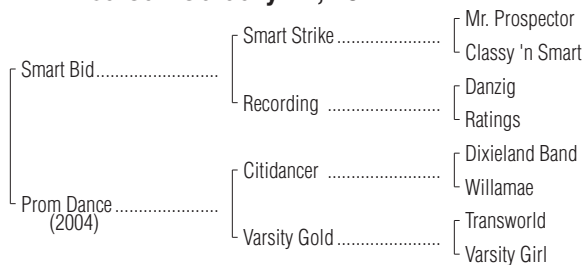 Mr. Prospector
Smart Strike
Classy 'n Smart
Smart Bid
Danzig
Recording
Ratings
Dixieland Band
Citidancer
Willamae
Prom Dance
(2004)
Transworld
Varsity Gold
Varsity Girl